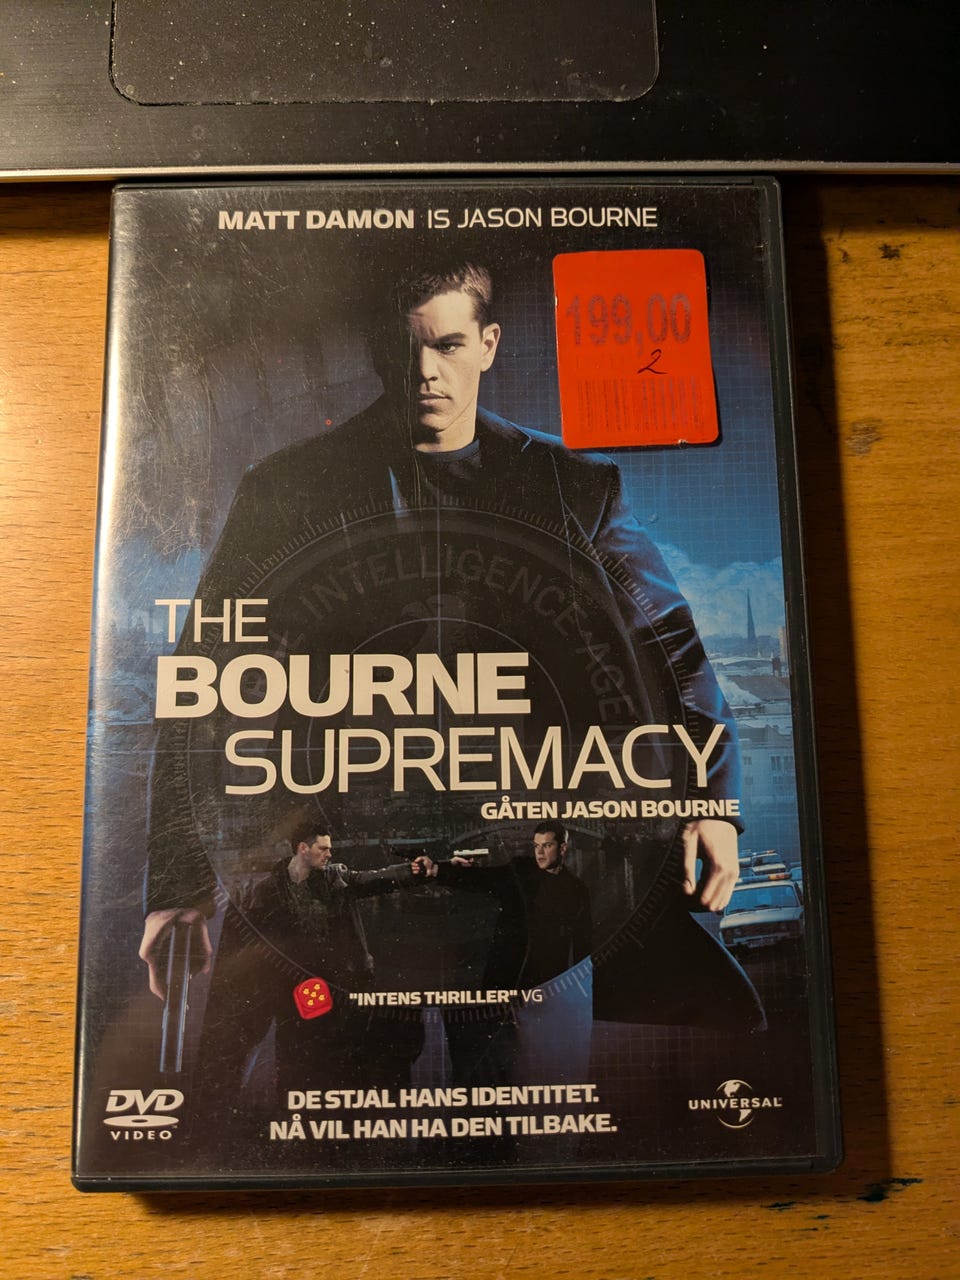 MATT DAMON IS JASON BOURNE
199,00
2
INTELLIGENCE AGE
THE
BOURNE
SUPREMACY
GÅTEN JASON BOURNE
"INTENS THRILLER" VG
DE STJAL HANS IDENTITET.
NÅ VIL HAN HA DEN TILBAKE.
DVD
VIDEO
UNIVERSAL